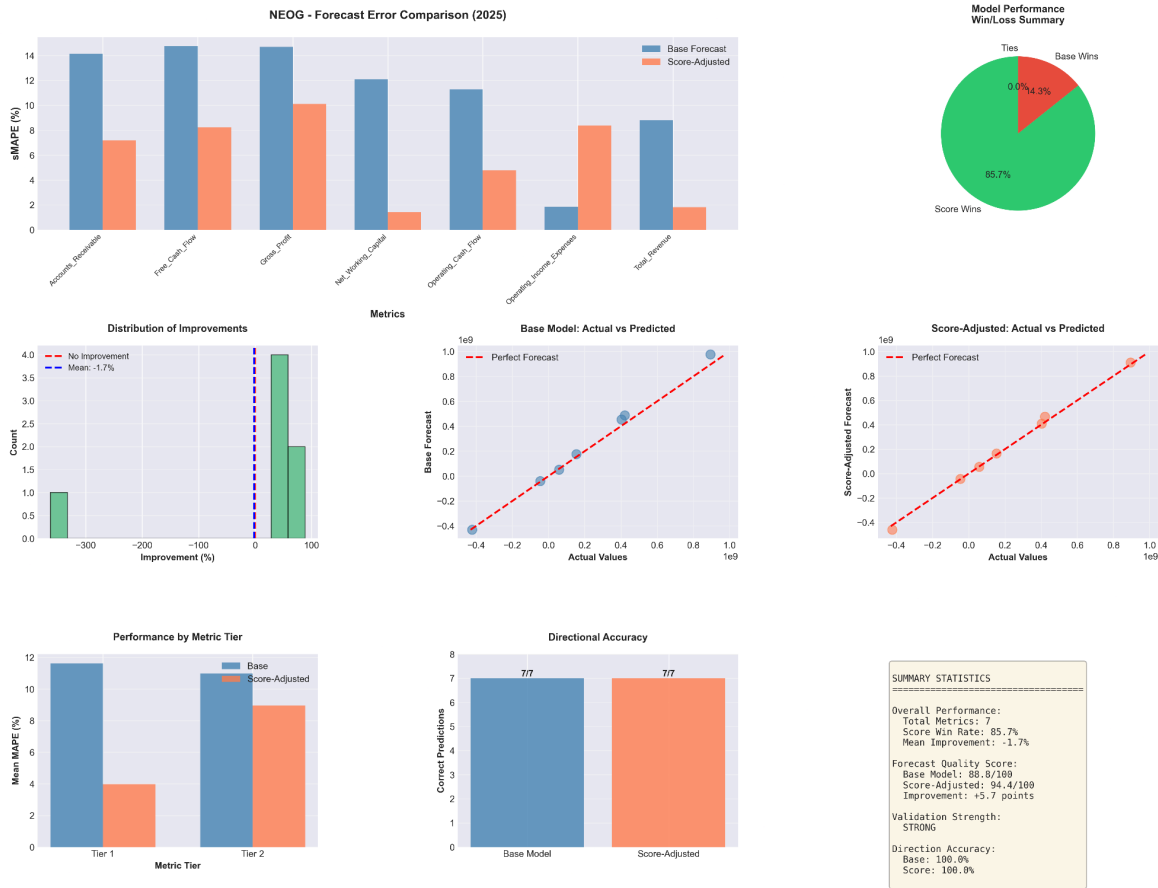 NEOG - Forecast Error Comparison (2025)
sMAPE (%)
14
12
10
8
6
4
2
0
Base Forecast
Score-Adjusted
Accounts_Receivable
Free_Cash_Flow
Gross_Profit
Net_Working_Capital
Operating_Cash_Flow
Operating_Income_Expenses
Total_Revenue
Metrics
Model Performance
Win/Loss Summary
Ties
Base Wins
0.0%
14.3%
85.7%
Score Wins
Distribution of Improvements
Count
4.0
3.5
3.0
2.5
2.0
1.5
1.0
0.5
0.0
No Improvement
Mean: -1.7%
−300
−200
−100
0
100
Improvement (%)
Base Model: Actual vs Predicted
1e9
Base Forecast
1.0
0.8
0.6
0.4
0.2
0.0
−0.2
−0.4
Perfect Forecast
−0.4
−0.2
0.0
0.2
0.4
0.6
0.8
1.0
1e9
Actual Values
Score-Adjusted: Actual vs Predicted
1e9
Score-Adjusted Forecast
1.0
0.8
0.6
0.4
0.2
0.0
−0.2
−0.4
Perfect Forecast
−0.4
−0.2
0.0
0.2
0.4
0.6
0.8
1.0
1e9
Actual Values
Performance by Metric Tier
Mean MAPE (%)
12
10
8
6
4
2
0
Base
Score-Adjusted
Tier 1
Tier 2
Metric Tier
Directional Accuracy
Correct Predictions
8
7
6
5
4
3
2
1
0
7/7
7/7
Base Model
Score-Adjusted
SUMMARY STATISTICS
===================================
Overall Performance:
Total Metrics: 7
Score Win Rate: 85.7%
Mean Improvement: -1.7%
Forecast Quality Score:
Base Model: 88.8/100
Score-Adjusted: 94.4/100
Improvement: +5.7 points
Validation Strength:
STRONG
Direction Accuracy:
Base: 100.0%
Score: 100.0%